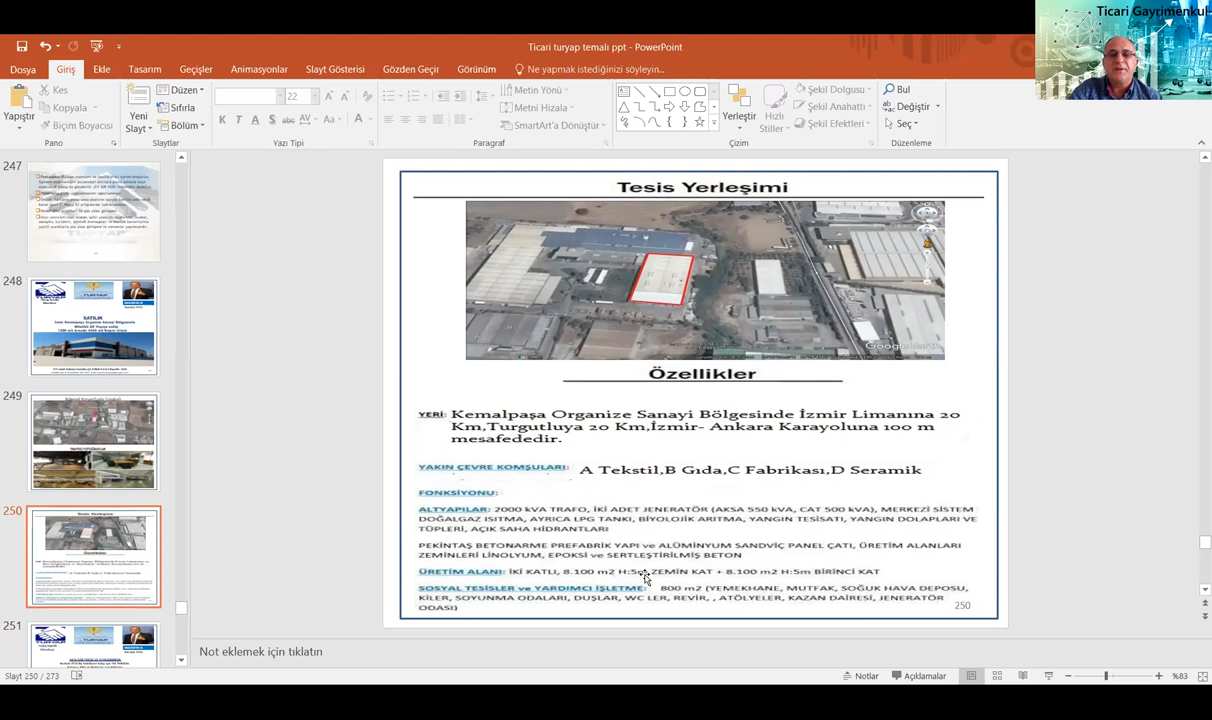 Ticari Gayrimenkul
Ticari turyap temalı ppt - PowerPoint
Dosya Giriş Ekle Tasarım Geçişler Animasyonlar Slayt Gösterisi Gözden Geçir Görünüm Ne yapmak istediğinizi söyleyin...
Yapıştır
Kes
Kopyala
Biçim Boyacısı
Yeni
Slayt
Düzen
Sıfırla
Bölüm
22
K T A S abc AV Aa A
Metin Yönü
Metni Hizala
SmartArt'a Dönüştür
Yerleştir
Hızlı
Stiller
Şekil Dolgusu
Şekil Anahattı
Şekil Efektleri
Bul
Değiştir
Seç
Pano Slaytlar Yazı Tipi Paragraf Çizim Düzenleme
247
248
TURYAP
SATILIK
249
250
251
Tesis Yerleşimi
Google Earth
Özellikler
YERİ: Kemalpaşa Organize Sanayi Bölgesinde İzmir Limanına 20
Km,Turgutluya 20 Km,İzmir- Ankara Karayoluna 100 m
mesafededir.
YAKIN ÇEVRE KOMŞULARI: A Tekstil,B Gıda,C Fabrikası,D Seramik
FONKSİYONU:
ALTYAPILAR: 2000 kVA TRAFO, İKİ ADET JENERATÖR (AKSA 550 kVA, CAT 500 kVA), MERKEZİ SİSTEM
DOĞALGAZ ISITMA, AYRICA LPG TANKI, BİYOLOJİK ARITMA, YANGIN TESİSATI, YANGIN DOLAPLARI VE
TÜPLERİ, AÇIK SAHA HİDRANTLARI
PEKİNTAŞ BETONARME PREFABRİK YAPI ve ALÜMİNYUM SANDVİÇ PANEL ÇATI, ÜRETİM ALANLARI
ZEMİNLERİ LİNOLYUM, EPOKSİ ve SERTLEŞTİRİLMİŞ BETON
ÜRETİM ALANI: İKİ KATLI, 8.100 m2 H:5m ZEMİN KAT + 8.100 m2 H:5m BİRİNCİ KAT
SOSYAL TESİSLER ve YARDIMCI İŞLETME: 800 m2 (YEMEKHANE, MUTFAK, SOĞUK HAVA DEPOSU,
KİLER, SOYUNMA ODALARI, DUŞLAR, WC LER, REVİR, , ATÖLYELER, KAZAN DAİRESİ, JENERATÖR
ODASI)
250
Not eklemek için tıklatın
Slayt 250 / 273
Notlar Açıklamalar %83